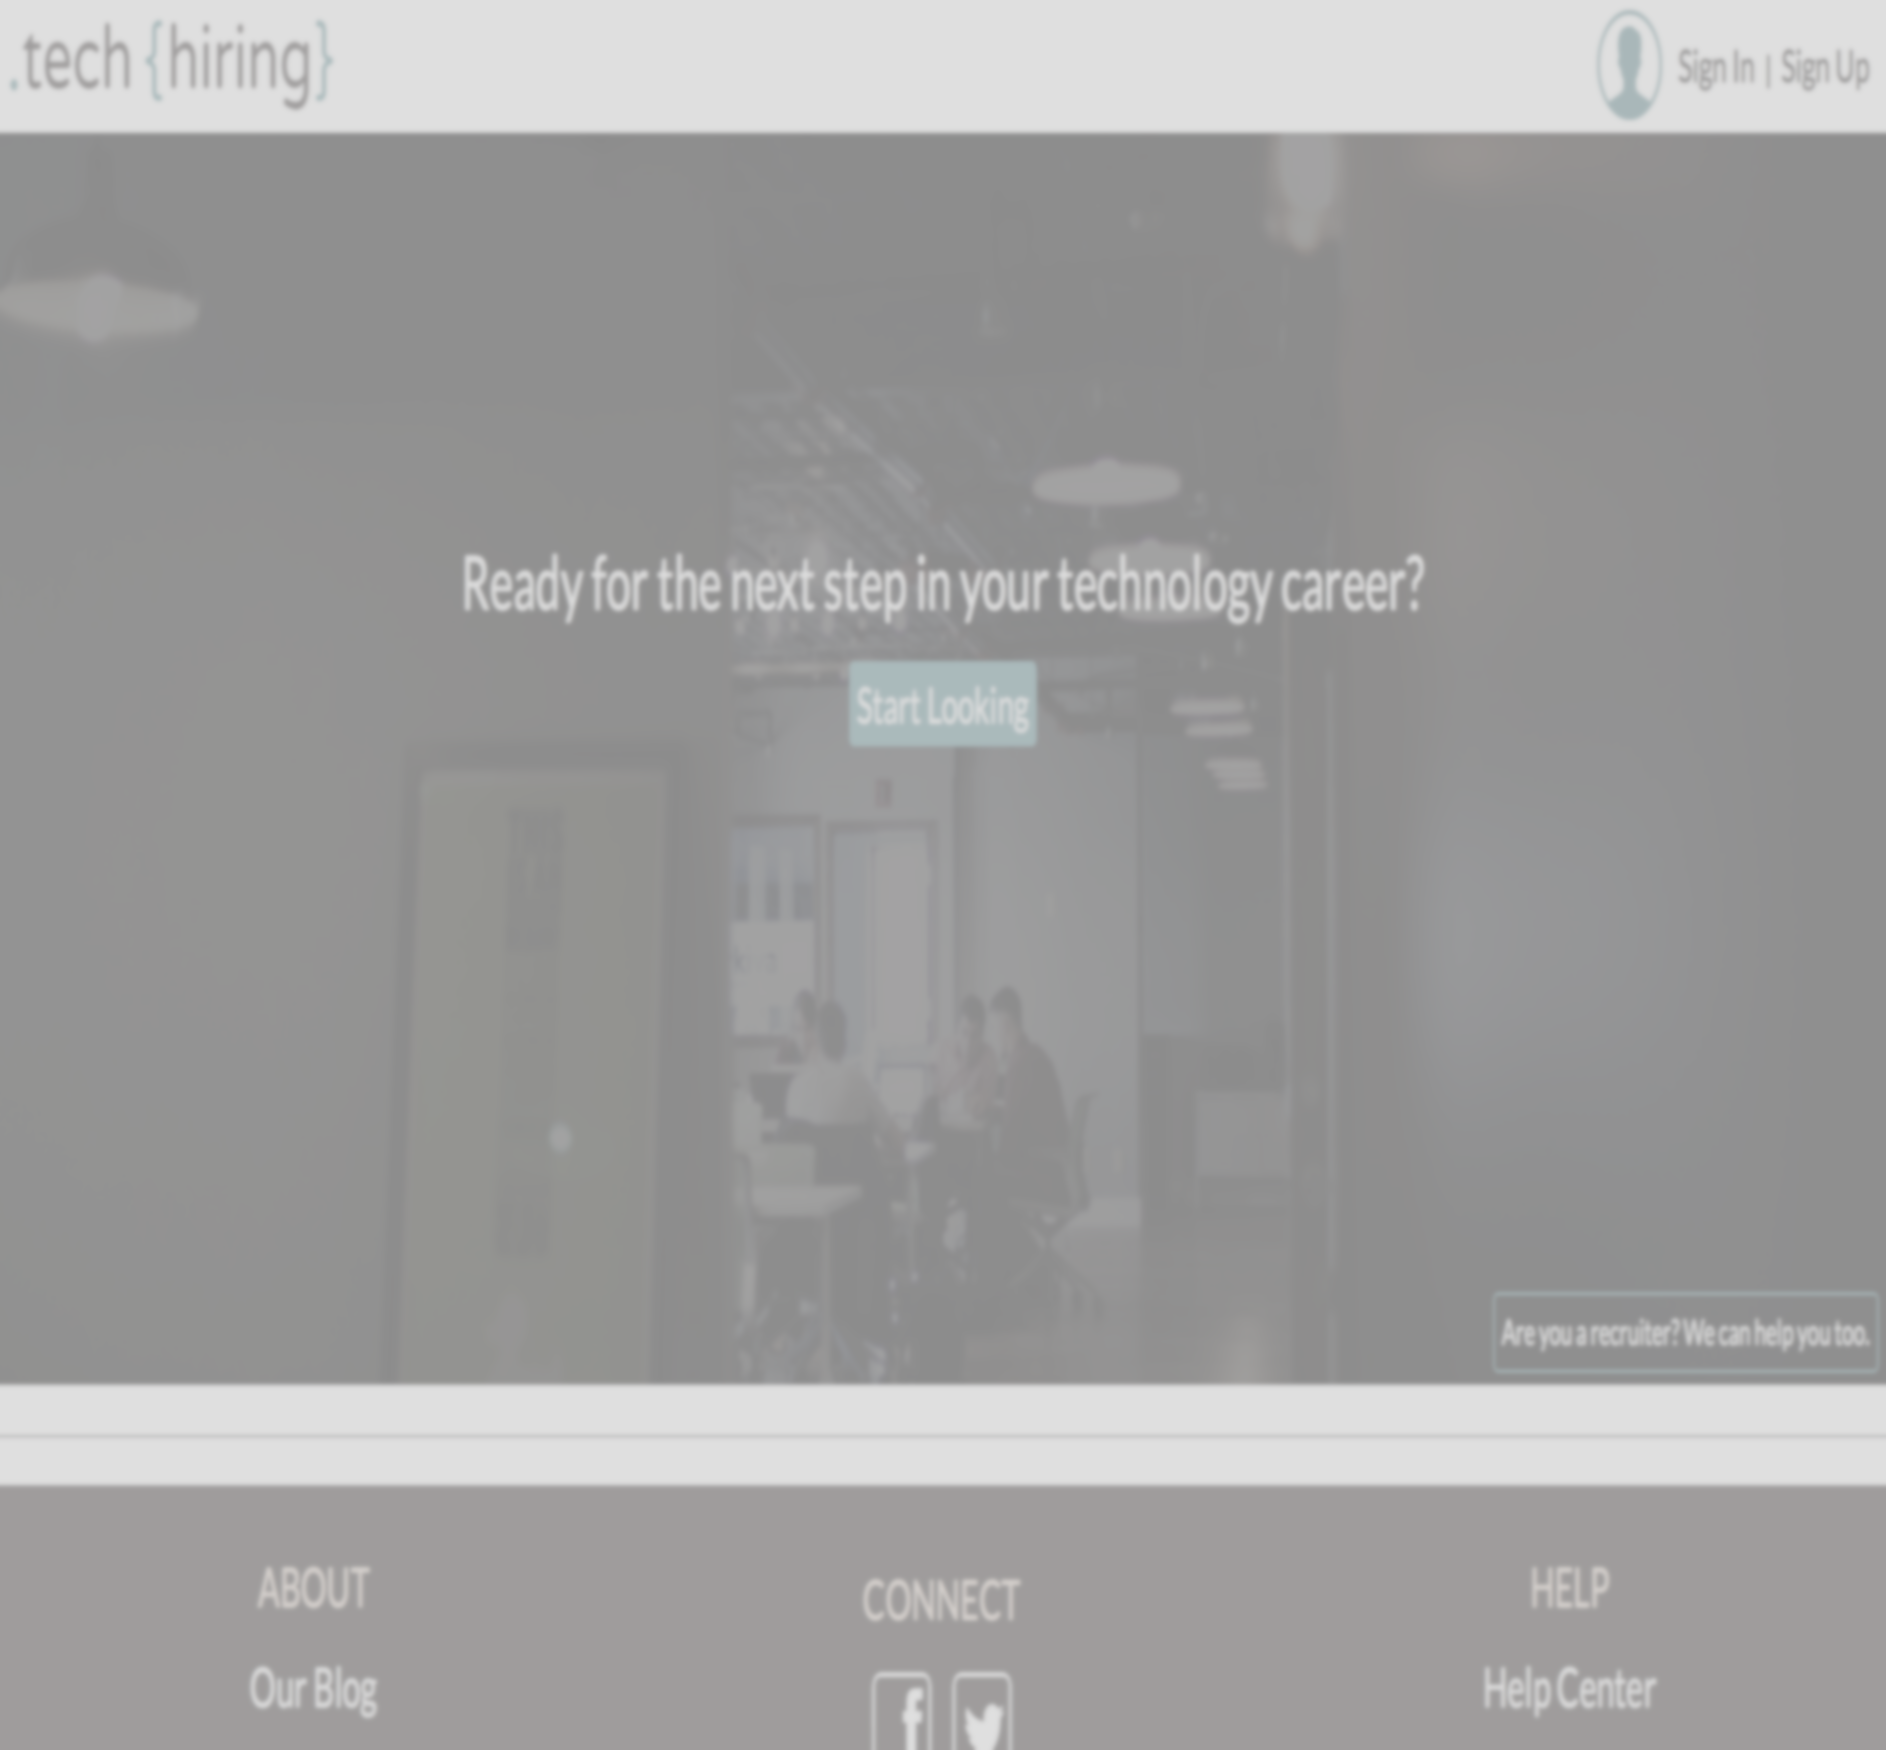 .tech {hiring}
Sign In | Sign Up
Ready for the next step in your technology career?
Start Looking
Are you a recruiter? We can help you too.
ABOUT
CONNECT
HELP
Our Blog
Help Center